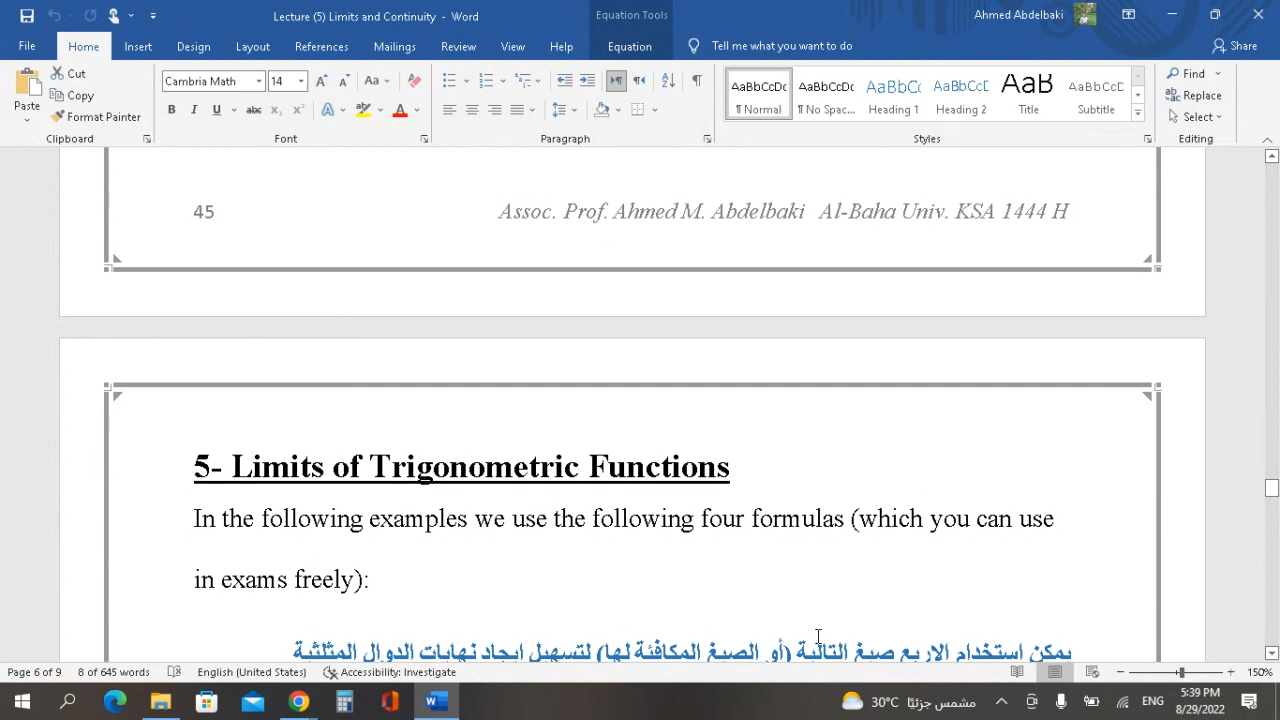 Lecture (5) Limits and Continuity - Word
Equation Tools
Ahmed Abdelbaki
File Home Insert Design Layout References Mailings Review View Help Equation Tell me what you want to do Share
Paste
Cut
Copy
Format Painter
Clipboard
Cambria Math 14
Font
Paragraph
AaBbCcDc AaBbCcDc AaBbCc AaBbCcD AaB AaBbCcD
¶ Normal ¶ No Spac... Heading 1 Heading 2 Title Subtitle
Styles
Find
Replace
Select
Editing
45 Assoc. Prof. Ahmed M. Abdelbaki Al-Baha Univ. KSA 1444 H
5- Limits of Trigonometric Functions
In the following examples we use the following four formulas (which you can use
in exams freely):
يمكن استخدام الاربع صيغ التالية (أو الصيغ المكافئة لها) لتسهيل ايجاد نهايات الدوال المثلثية
Page 6 of 9 8 of 645 words English (United States) Accessibility: Investigate 150%
30°C مشمس جزئيًا ENG 5:39 PM
8/29/2022